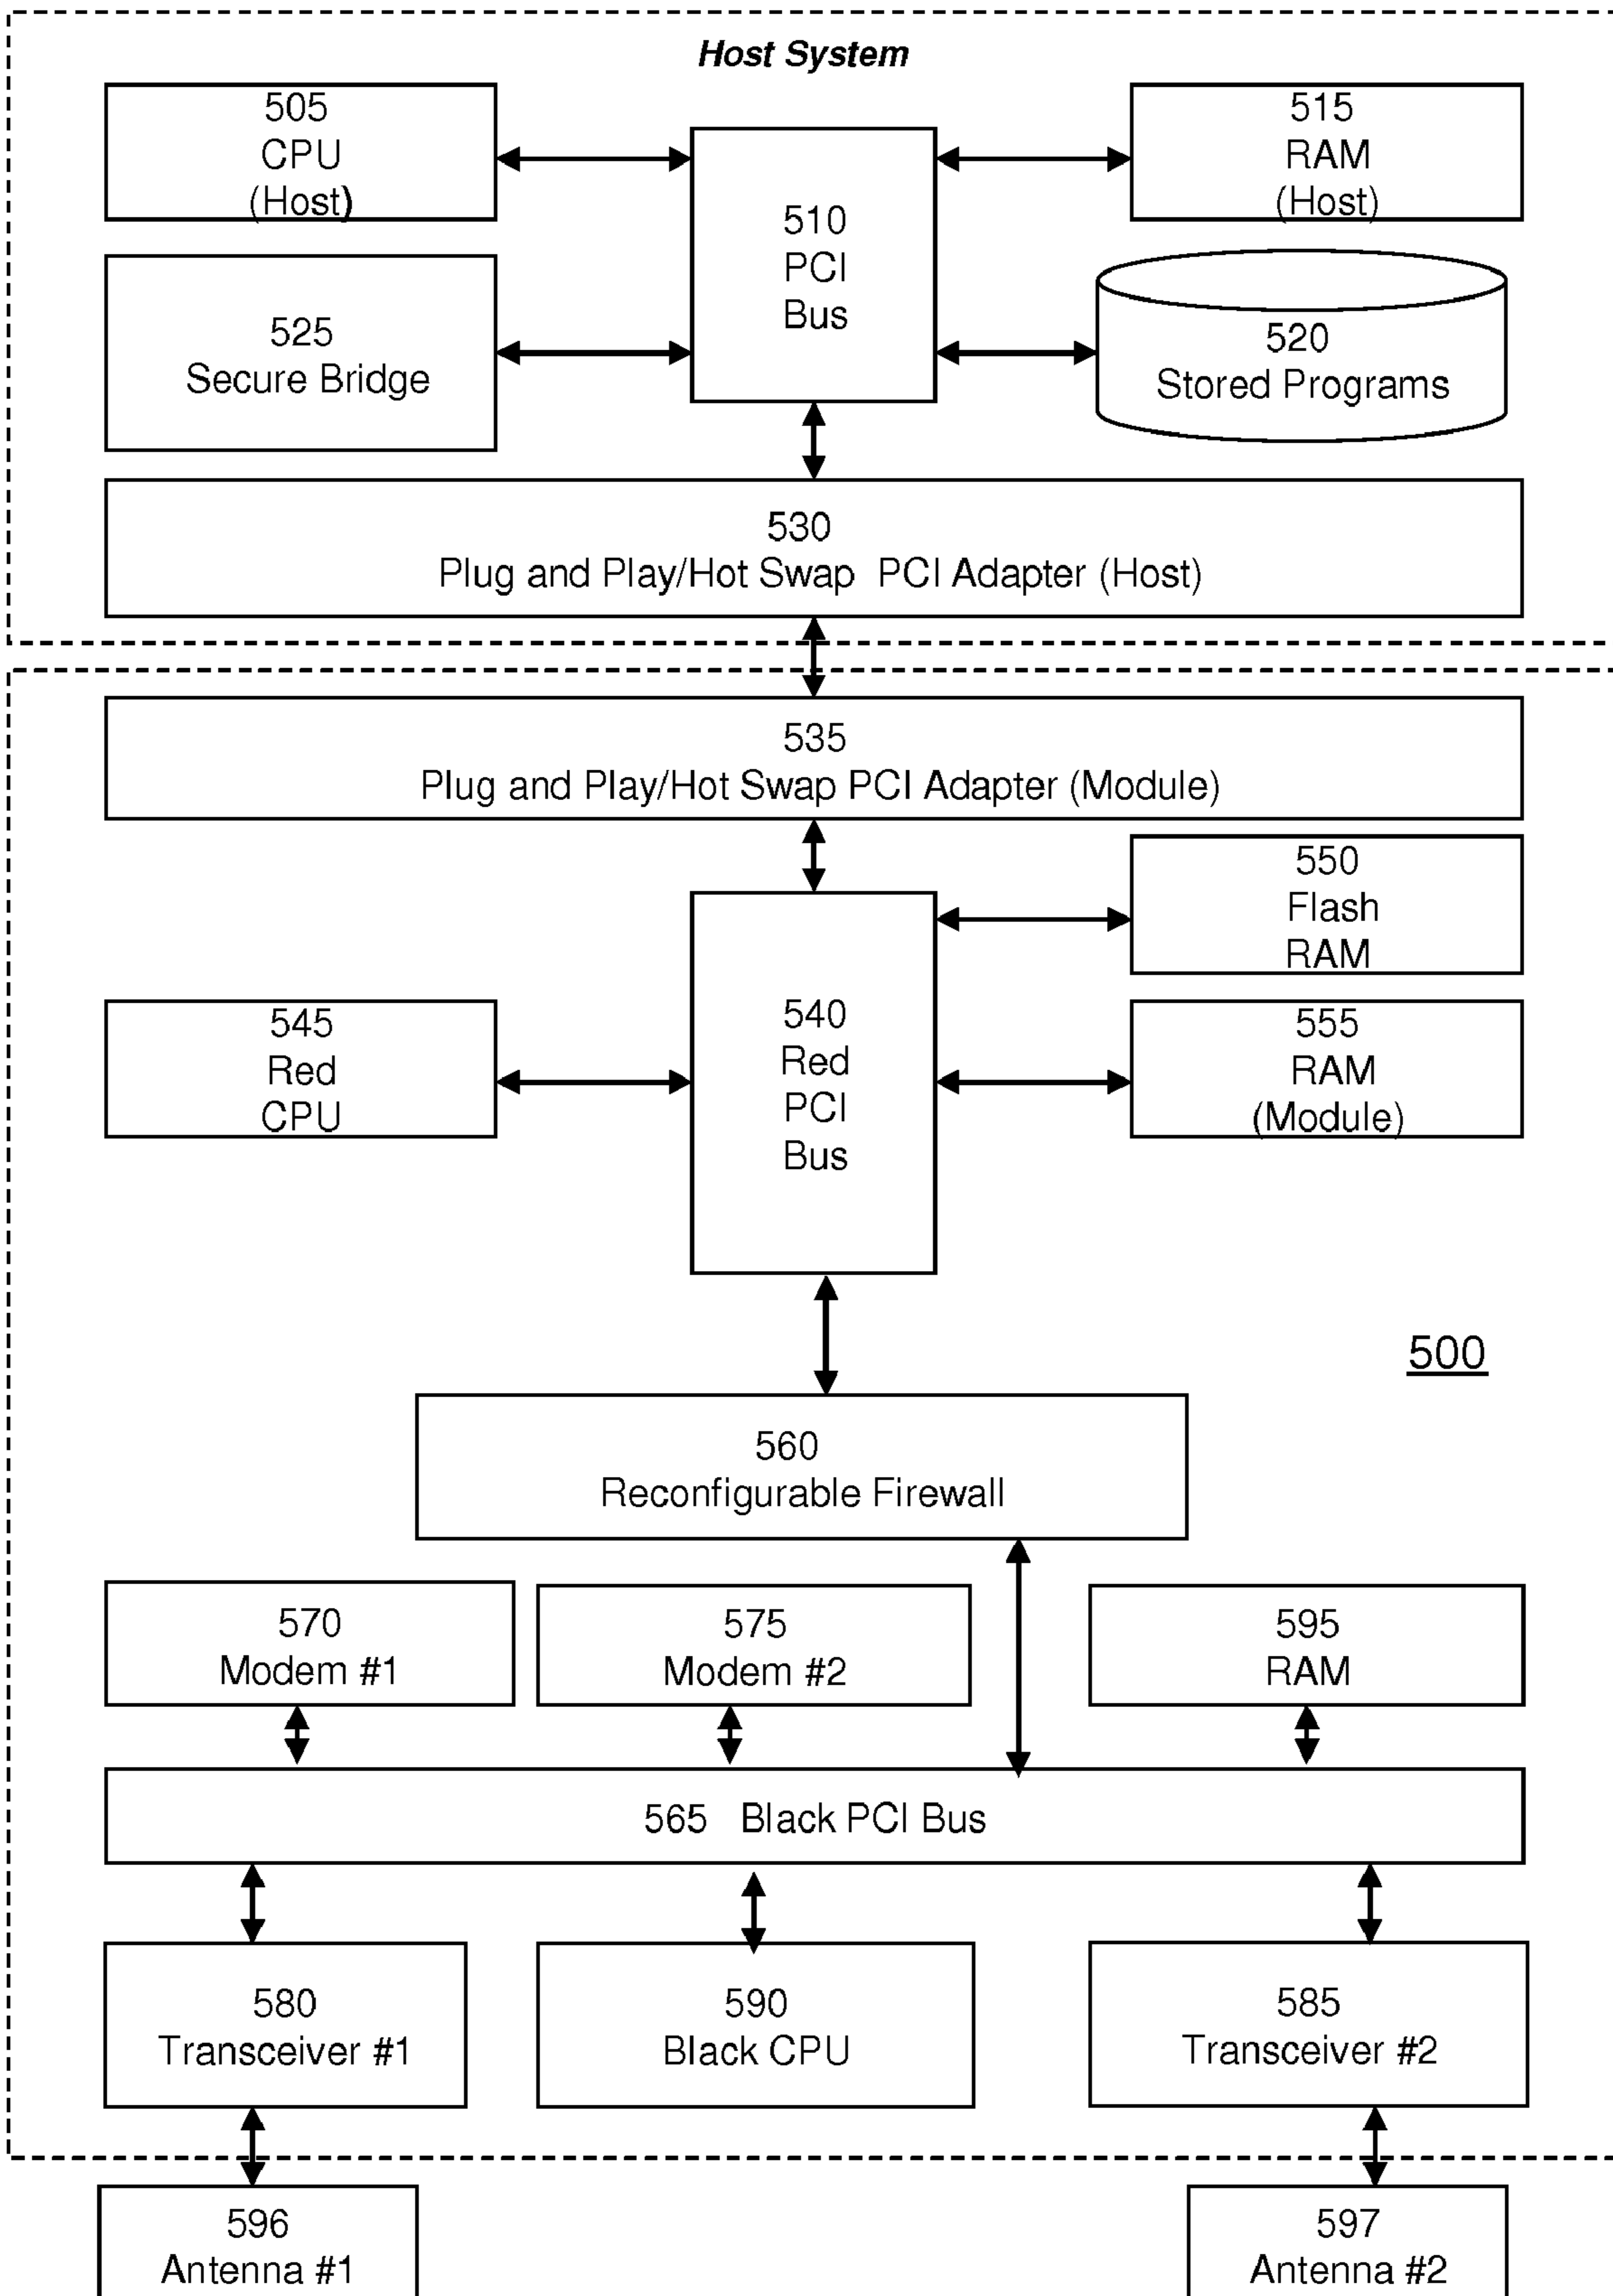 Host System
505
CPU
(Host)
510
PCI
Bus
515
RAM
(Host)
525
Secure Bridge
520
Stored Programs
530
Plug and Play/Hot Swap PCI Adapter (Host)
535
Plug and Play/Hot Swap PCI Adapter (Module)
550
Flash
RAM
545
Red
CPU
540
Red
PCI
Bus
555
RAM
(Module)
500
560
Reconfigurable Firewall
570
Modem #1
575
Modem #2
595
RAM
565 Black PCI Bus
580
Transceiver #1
590
Black CPU
585
Transceiver #2
596
Antenna #1
597
Antenna #2